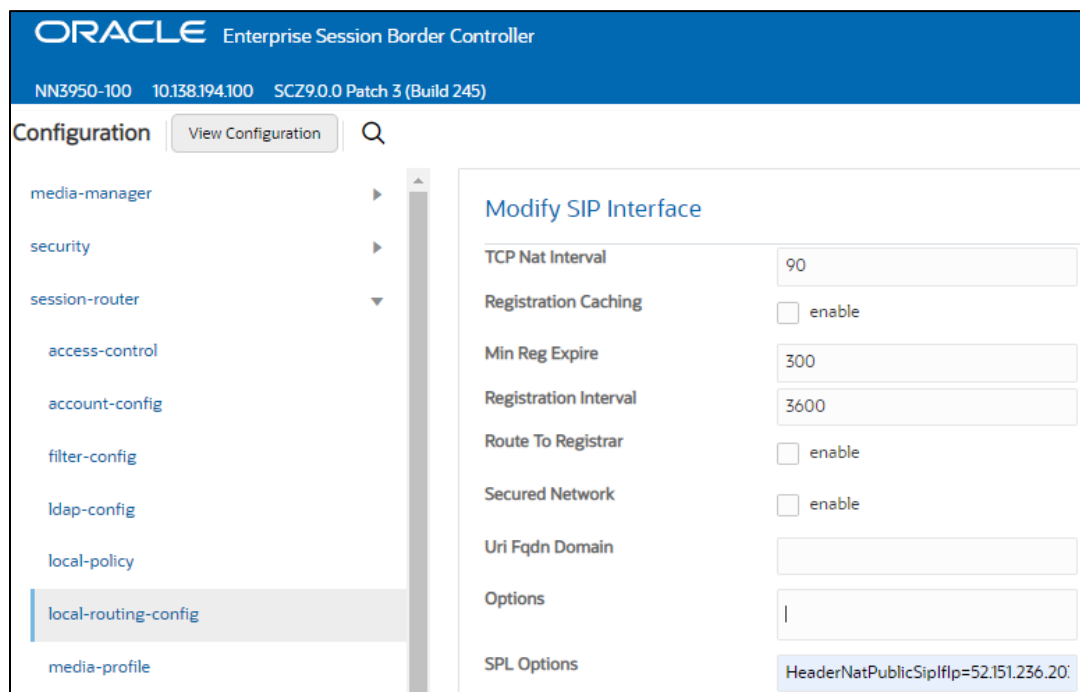 ORACLE Enterprise Session Border Controller
NN3950-100 10.138.194.100 SCZ9.0.0 Patch 3 (Build 245)
Configuration View Configuration
media-manager
security
session-router
access-control
account-config
filter-config
ldap-config
local-policy
local-routing-config
media-profile
Modify SIP Interface
TCP Nat Interval 90
Registration Caching enable
Min Reg Expire 300
Registration Interval 3600
Route To Registrar enable
Secured Network enable
Uri Fqdn Domain
Options
SPL Options HeaderNatPublicSipIfIp=52.151.236.20